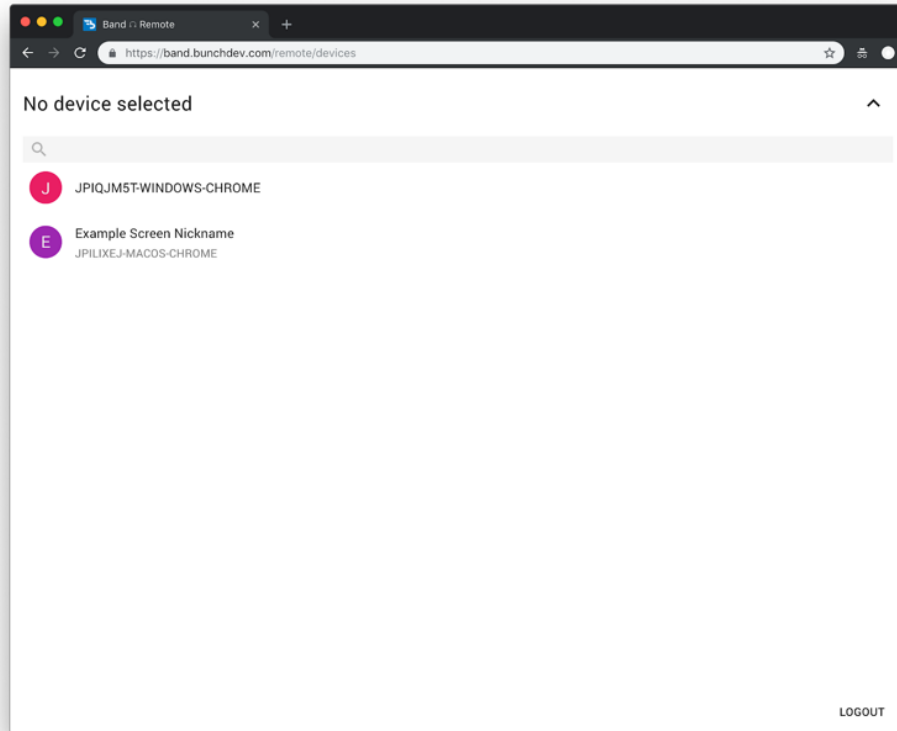 Band ∩ Remote
https://band.bunchdev.com/remote/devices
No device selected
J
JPIQJM5T-WINDOWS-CHROME
E
Example Screen Nickname
JPILIXEJ-MACOS-CHROME
LOGOUT